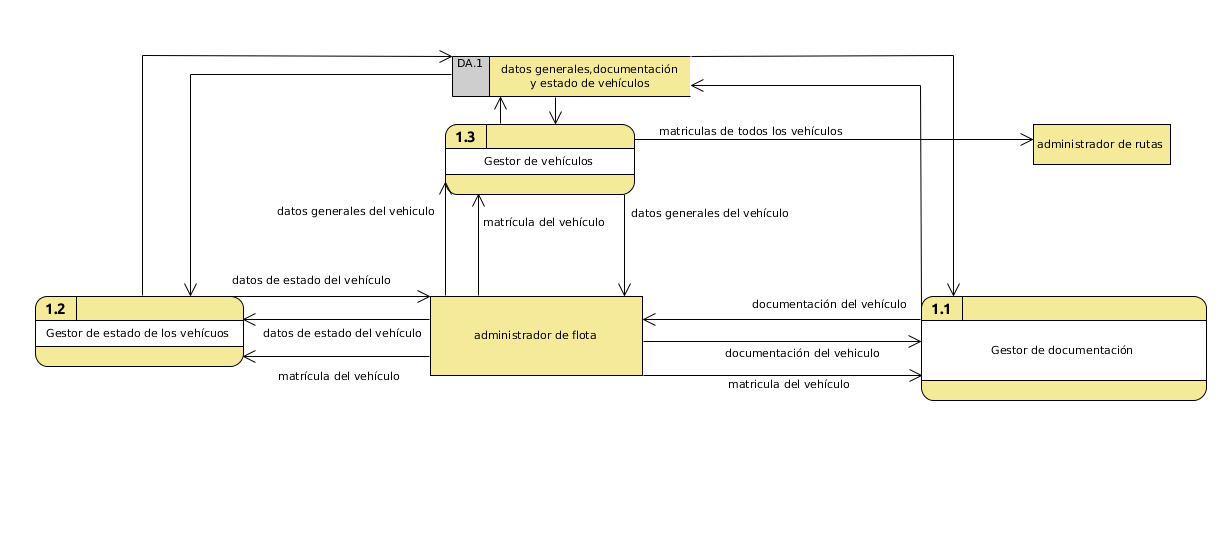 DA.1
datos generales,documentación
y estado de vehículos
1.3
matriculas de todos los vehículos
administrador de rutas
Gestor de vehículos
datos generales del vehiculo
matrícula del vehículo
datos generales del vehículo
datos de estado del vehículo
1.2
documentación del vehículo
1.1
Gestor de estado de los vehícuos
datos de estado del vehículo
administrador de flota
documentación del vehiculo
Gestor de documentación
matrícula del vehículo
matricula del vehículo